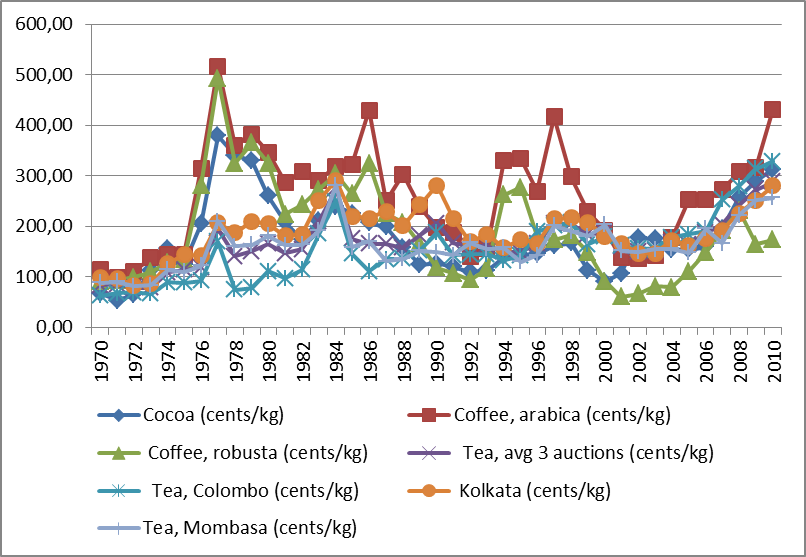 600,00
500,00
400,00
300,00
200,00
100,00
0,00
1970 1972 1974 1976 1978 1980 1982 1984 1986 1988 1990 1992 1994 1996 1998 2000 2002 2004 2006 2008 2010
Cocoa (cents/kg) Coffee, arabica (cents/kg)
Coffee, robusta (cents/kg) Tea, avg 3 auctions (cents/kg)
Tea, Colombo (cents/kg) Kolkata (cents/kg)
Tea, Mombasa (cents/kg)